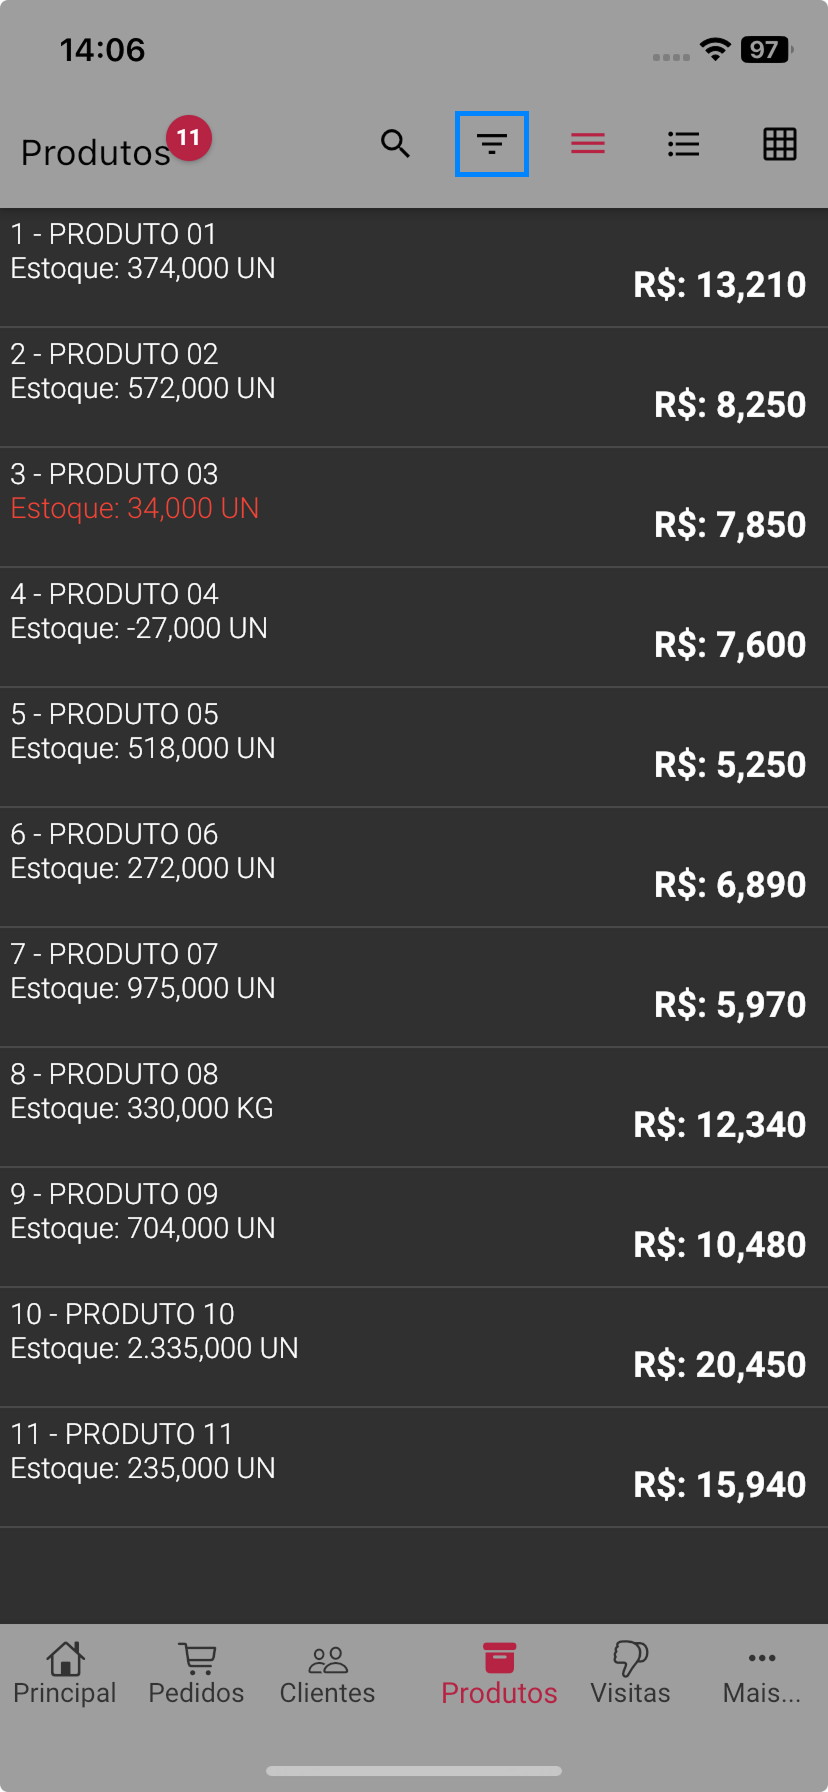 14:06
97
Produtos
11
1 - PRODUTO 01
Estoque: 374,000 UN
R$: 13,210
2 - PRODUTO 02
Estoque: 572,000 UN
R$: 8,250
3 - PRODUTO 03
Estoque: 34,000 UN
R$: 7,850
4 - PRODUTO 04
Estoque: -27,000 UN
R$: 7,600
5 - PRODUTO 05
Estoque: 518,000 UN
R$: 5,250
6 - PRODUTO 06
Estoque: 272,000 UN
R$: 6,890
7 - PRODUTO 07
Estoque: 975,000 UN
R$: 5,970
8 - PRODUTO 08
Estoque: 330,000 KG
R$: 12,340
9 - PRODUTO 09
Estoque: 704,000 UN
R$: 10,480
10 - PRODUTO 10
Estoque: 2.335,000 UN
R$: 20,450
11 - PRODUTO 11
Estoque: 235,000 UN
R$: 15,940
Principal
Pedidos
Clientes
Produtos
Visitas
Mais...